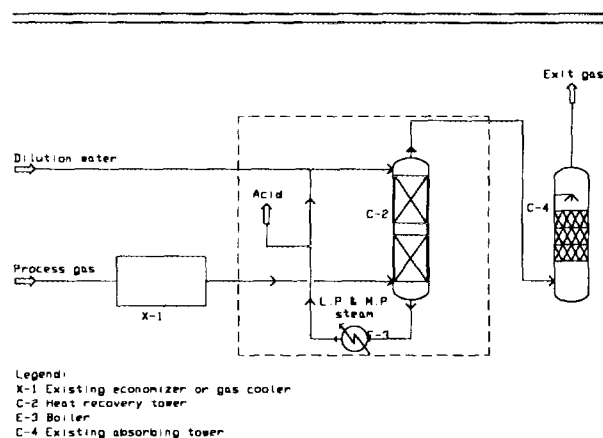 Exit gas
Dilution water
Acid
C-2
C-4
Process gas
X-1
L.P & M.P
steam
E-3
Legend:
X-1 Existing economizer or gas cooler
C-2 Heat recovery tower
E-3 Boiler
C-4 Existing absorbing tower